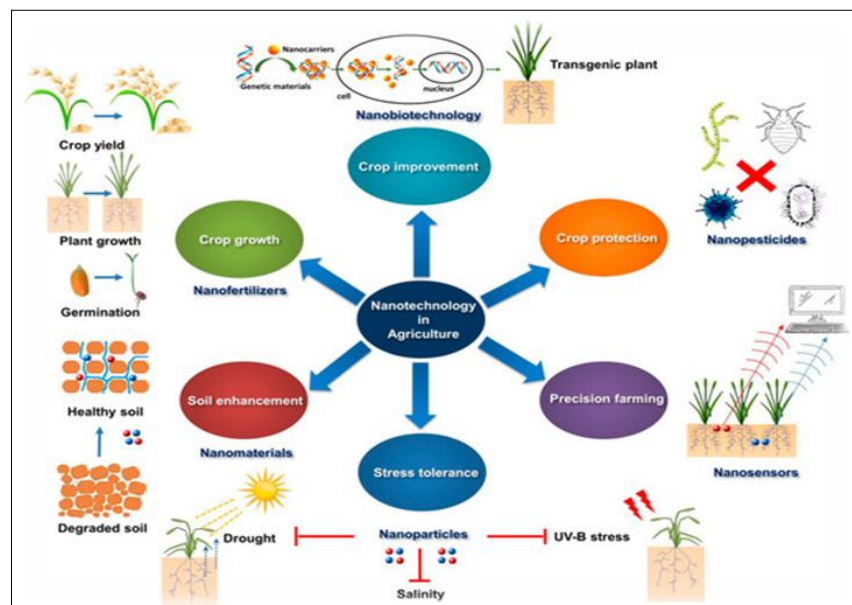 Nanocarriers
Genetic materials
cell
nucleus
Transgenic plant
Nanobiotechnology
Crop yield
Crop improvement
Plant growth
Crop growth
Crop protection
Nanopesticides
Nanofertilizers
Germination
Nanotechnology
in
Agriculture
Healthy soil
Soil enhancement
Precision farming
Nanomaterials
Nanosensors
Stress tolerance
Degraded soil
Drought
Nanoparticles
UV-B stress
Salinity